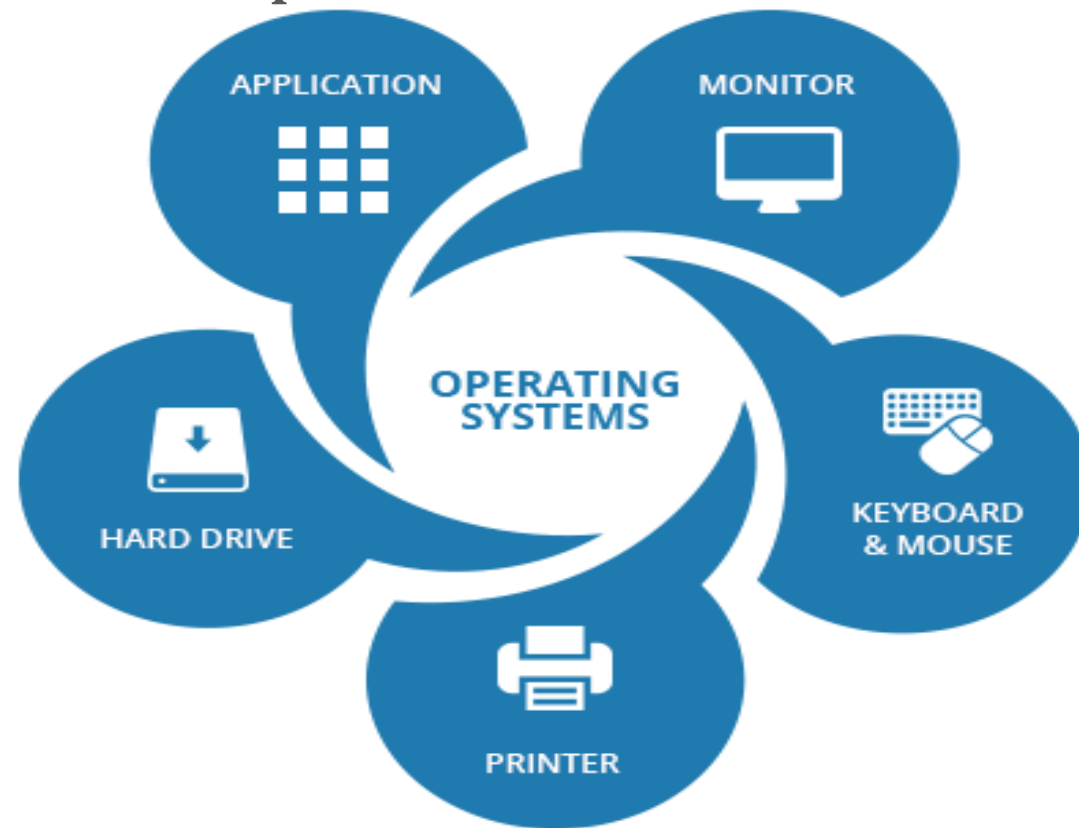 APPLICATION
MONITOR
OPERATING
SYSTEMS
HARD DRIVE
KEYBOARD
& MOUSE
PRINTER